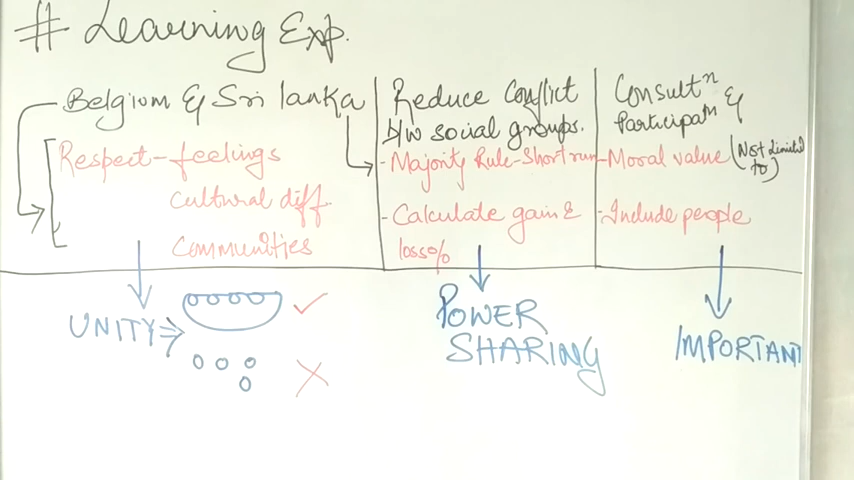 # Learning Exp.
Belgium & Sri lanka
Respect-feelings
cultural diff.
communities
Reduce Conflict
b/w social groups.
- Majority Rule-Short run
- Calculate gain &
loss%
Consultⁿ &
Participatⁿ
- Moral value (Not limited
to)
- Include people
UNITY ⇒
POWER
SHARING
IMPORTANT